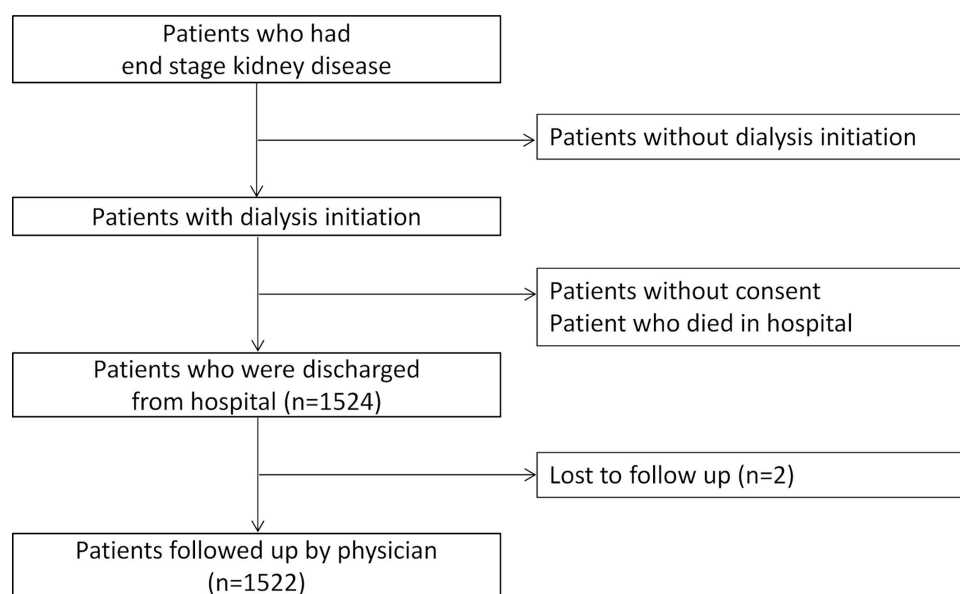 Patients who had
end stage kidney disease
Patients without dialysis initiation
Patients with dialysis initiation
Patients without consent
Patient who died in hospital
Patients who were discharged
from hospital (n=1524)
Lost to follow up (n=2)
Patients followed up by physician
(n=1522)